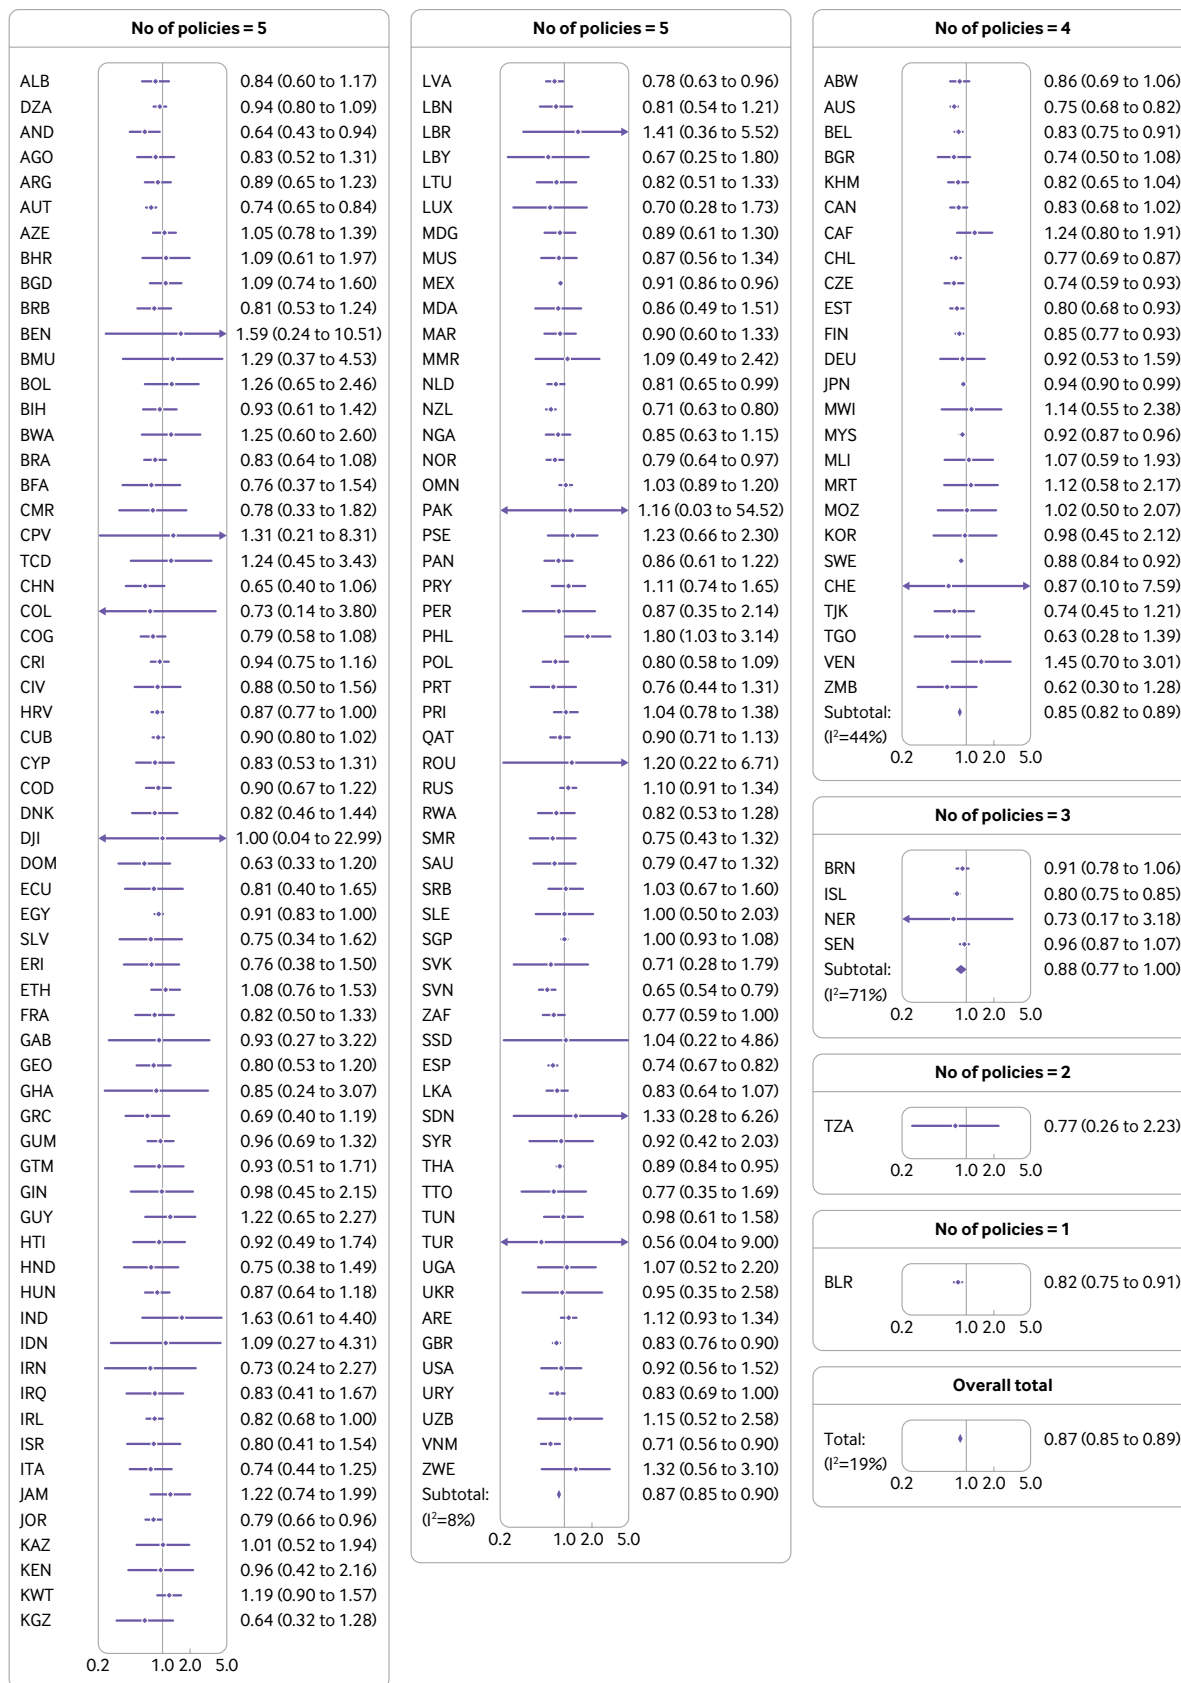 No of policies = 5
ALB 0.84 (0.60 to 1.17)
DZA 0.94 (0.80 to 1.09)
AND 0.64 (0.43 to 0.94)
AGO 0.83 (0.52 to 1.31)
ARG 0.89 (0.65 to 1.23)
AUT 0.74 (0.65 to 0.84)
AZE 1.05 (0.78 to 1.39)
BHR 1.09 (0.61 to 1.97)
BGD 1.09 (0.74 to 1.60)
BRB 0.81 (0.53 to 1.24)
BEN 1.59 (0.24 to 10.51)
BMU 1.29 (0.37 to 4.53)
BOL 1.26 (0.65 to 2.46)
BIH 0.93 (0.61 to 1.42)
BWA 1.25 (0.60 to 2.60)
BRA 0.83 (0.64 to 1.08)
BFA 0.76 (0.37 to 1.54)
CMR 0.78 (0.33 to 1.82)
CPV 1.31 (0.21 to 8.31)
TCD 1.24 (0.45 to 3.43)
CHN 0.65 (0.40 to 1.06)
COL 0.73 (0.14 to 3.80)
COG 0.79 (0.58 to 1.08)
CRI 0.94 (0.75 to 1.16)
CIV 0.88 (0.50 to 1.56)
HRV 0.87 (0.77 to 1.00)
CUB 0.90 (0.80 to 1.02)
CYP 0.83 (0.53 to 1.31)
COD 0.90 (0.67 to 1.22)
DNK 0.82 (0.46 to 1.44)
DJI 1.00 (0.04 to 22.99)
DOM 0.63 (0.33 to 1.20)
ECU 0.81 (0.40 to 1.65)
EGY 0.91 (0.83 to 1.00)
SLV 0.75 (0.34 to 1.62)
ERI 0.76 (0.38 to 1.50)
ETH 1.08 (0.76 to 1.53)
FRA 0.82 (0.50 to 1.33)
GAB 0.93 (0.27 to 3.22)
GEO 0.80 (0.53 to 1.20)
GHA 0.85 (0.24 to 3.07)
GRC 0.69 (0.40 to 1.19)
GUM 0.96 (0.69 to 1.32)
GTM 0.93 (0.51 to 1.71)
GIN 0.98 (0.45 to 2.15)
GUY 1.22 (0.65 to 2.27)
HTI 0.92 (0.49 to 1.74)
HND 0.75 (0.38 to 1.49)
HUN 0.87 (0.64 to 1.18)
IND 1.63 (0.61 to 4.40)
IDN 1.09 (0.27 to 4.31)
IRN 0.73 (0.24 to 2.27)
IRQ 0.83 (0.41 to 1.67)
IRL 0.82 (0.68 to 1.00)
ISR 0.80 (0.41 to 1.54)
ITA 0.74 (0.44 to 1.25)
JAM 1.22 (0.74 to 1.99)
JOR 0.79 (0.66 to 0.96)
KAZ 1.01 (0.52 to 1.94)
KEN 0.96 (0.42 to 2.16)
KWT 1.19 (0.90 to 1.57)
KGZ 0.64 (0.32 to 1.28)
0.2 1.0 2.0 5.0
No of policies = 5
LVA 0.78 (0.63 to 0.96)
LBN 0.81 (0.54 to 1.21)
LBR 1.41 (0.36 to 5.52)
LBY 0.67 (0.25 to 1.80)
LTU 0.82 (0.51 to 1.33)
LUX 0.70 (0.28 to 1.73)
MDG 0.89 (0.61 to 1.30)
MUS 0.87 (0.56 to 1.34)
MEX 0.91 (0.86 to 0.96)
MDA 0.86 (0.49 to 1.51)
MAR 0.90 (0.60 to 1.33)
MMR 1.09 (0.49 to 2.42)
NLD 0.81 (0.65 to 0.99)
NZL 0.71 (0.63 to 0.80)
NGA 0.85 (0.63 to 1.15)
NOR 0.79 (0.64 to 0.97)
OMN 1.03 (0.89 to 1.20)
PAK 1.16 (0.03 to 54.52)
PSE 1.23 (0.66 to 2.30)
PAN 0.86 (0.61 to 1.22)
PRY 1.11 (0.74 to 1.65)
PER 0.87 (0.35 to 2.14)
PHL 1.80 (1.03 to 3.14)
POL 0.80 (0.58 to 1.09)
PRT 0.76 (0.44 to 1.31)
PRI 1.04 (0.78 to 1.38)
QAT 0.90 (0.71 to 1.13)
ROU 1.20 (0.22 to 6.71)
RUS 1.10 (0.91 to 1.34)
RWA 0.82 (0.53 to 1.28)
SMR 0.75 (0.43 to 1.32)
SAU 0.79 (0.47 to 1.32)
SRB 1.03 (0.67 to 1.60)
SLE 1.00 (0.50 to 2.03)
SGP 1.00 (0.93 to 1.08)
SVK 0.71 (0.28 to 1.79)
SVN 0.65 (0.54 to 0.79)
ZAF 0.77 (0.59 to 1.00)
SSD 1.04 (0.22 to 4.86)
ESP 0.74 (0.67 to 0.82)
LKA 0.83 (0.64 to 1.07)
SDN 1.33 (0.28 to 6.26)
SYR 0.92 (0.42 to 2.03)
THA 0.89 (0.84 to 0.95)
TTO 0.77 (0.35 to 1.69)
TUN 0.98 (0.61 to 1.58)
TUR 0.56 (0.04 to 9.00)
UGA 1.07 (0.52 to 2.20)
UKR 0.95 (0.35 to 2.58)
ARE 1.12 (0.93 to 1.34)
GBR 0.83 (0.76 to 0.90)
USA 0.92 (0.56 to 1.52)
URY 0.83 (0.69 to 1.00)
UZB 1.15 (0.52 to 2.58)
VNM 0.71 (0.56 to 0.90)
ZWE 1.32 (0.56 to 3.10)
Subtotal: 0.87 (0.85 to 0.90)
(I²=8%)
0.2 1.0 2.0 5.0
No of policies = 4
ABW 0.86 (0.69 to 1.06)
AUS 0.75 (0.68 to 0.82)
BEL 0.83 (0.75 to 0.91)
BGR 0.74 (0.50 to 1.08)
KHM 0.82 (0.65 to 1.04)
CAN 0.83 (0.68 to 1.02)
CAF 1.24 (0.80 to 1.91)
CHL 0.77 (0.69 to 0.87)
CZE 0.74 (0.59 to 0.93)
EST 0.80 (0.68 to 0.93)
FIN 0.85 (0.77 to 0.93)
DEU 0.92 (0.53 to 1.59)
JPN 0.94 (0.90 to 0.99)
MWI 1.14 (0.55 to 2.38)
MYS 0.92 (0.87 to 0.96)
MLI 1.07 (0.59 to 1.93)
MRT 1.12 (0.58 to 2.17)
MOZ 1.02 (0.50 to 2.07)
KOR 0.98 (0.45 to 2.12)
SWE 0.88 (0.84 to 0.92)
CHE 0.87 (0.10 to 7.59)
TJK 0.74 (0.45 to 1.21)
TGO 0.63 (0.28 to 1.39)
VEN 1.45 (0.70 to 3.01)
ZMB 0.62 (0.30 to 1.28)
Subtotal: 0.85 (0.82 to 0.89)
(I²=44%)
0.2 1.0 2.0 5.0
No of policies = 3
BRN 0.91 (0.78 to 1.06)
ISL 0.80 (0.75 to 0.85)
NER 0.73 (0.17 to 3.18)
SEN 0.96 (0.87 to 1.07)
Subtotal: 0.88 (0.77 to 1.00)
(I²=71%)
0.2 1.0 2.0 5.0
No of policies = 2
TZA 0.77 (0.26 to 2.23)
0.2 1.0 2.0 5.0
No of policies = 1
BLR 0.82 (0.75 to 0.91)
0.2 1.0 2.0 5.0
Overall total
Total: 0.87 (0.85 to 0.89)
(I²=19%)
0.2 1.0 2.0 5.0